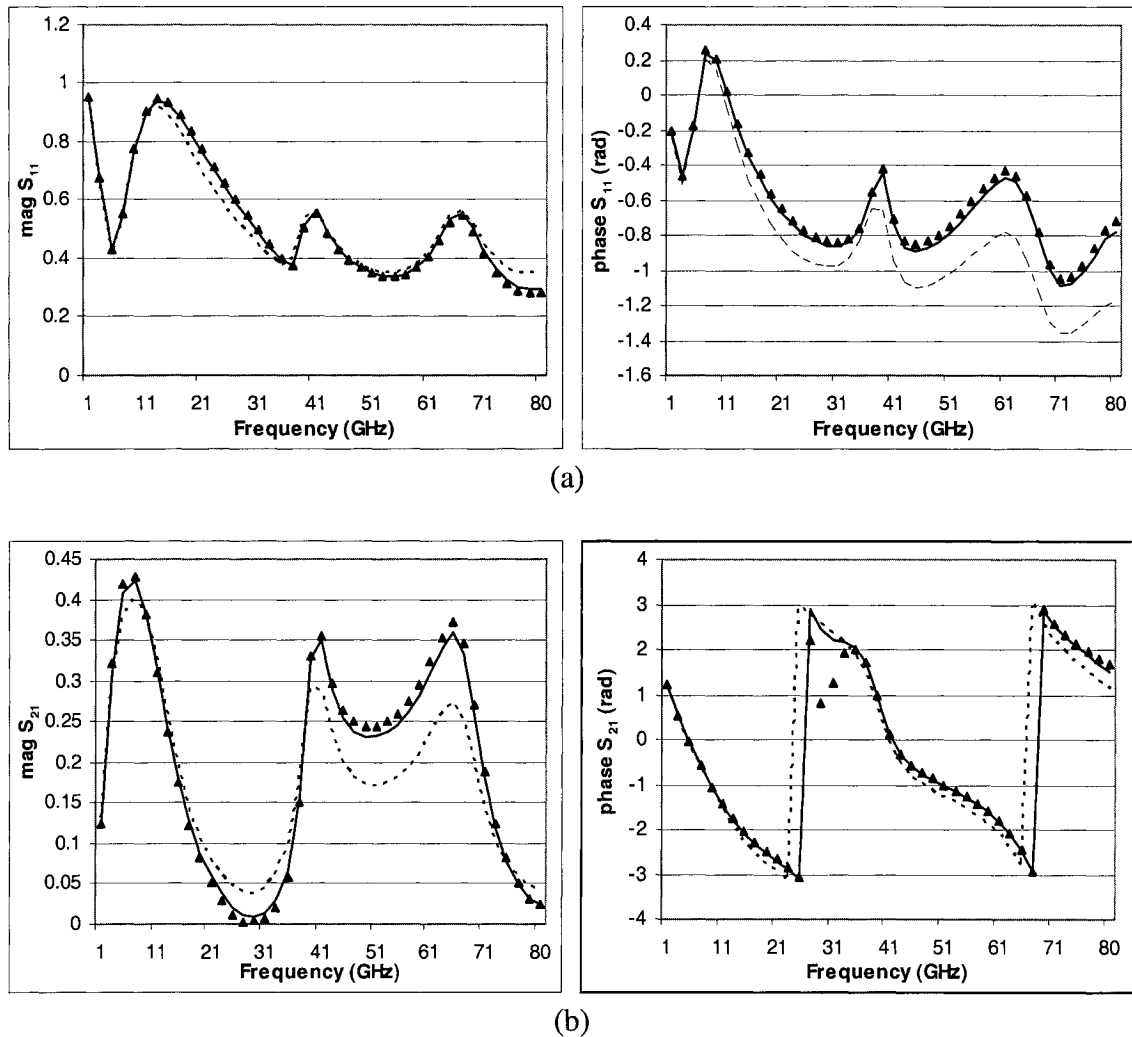 1.2
1
0.8
0.6
0.4
0.2
0
mag S11
1 11 21 31 41 51 61 71 80
Frequency (GHz)
0.4
0.2
0
-0.2
-0.4
-0.6
-0.8
-1
-1.2
-1.4
-1.6
phase S11 (rad)
1 11 21 31 41 51 61 71 80
Frequency (GHz)
(a)
0.45
0.4
0.35
0.3
0.25
0.2
0.15
0.1
0.05
0
mag S21
1 11 21 31 41 51 61 71 80
Frequency (GHz)
4
3
2
1
0
-1
-2
-3
-4
phase S21 (rad)
1 11 21 31 41 51 61 71 80
Frequency (GHz)
(b)